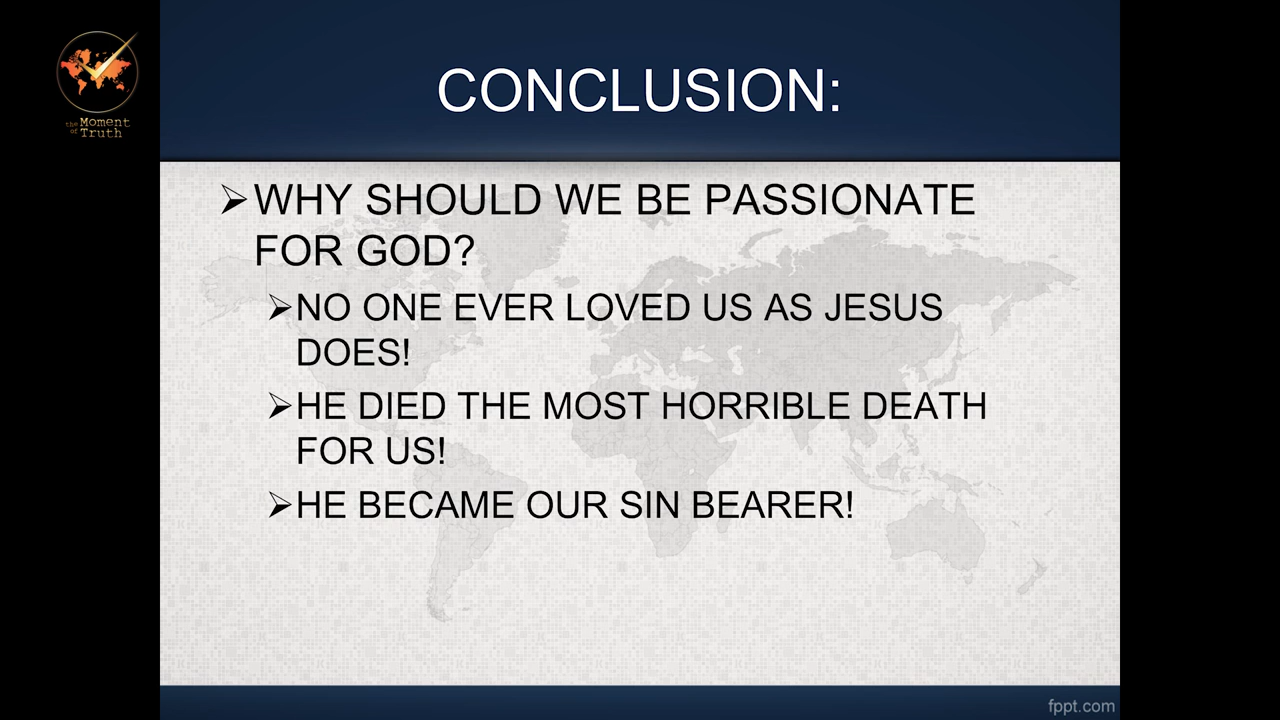 the Moment
of Truth
CONCLUSION:
➢WHY SHOULD WE BE PASSIONATE
FOR GOD?
➢NO ONE EVER LOVED US AS JESUS
DOES!
➢HE DIED THE MOST HORRIBLE DEATH
FOR US!
➢HE BECAME OUR SIN BEARER!
fppt.com